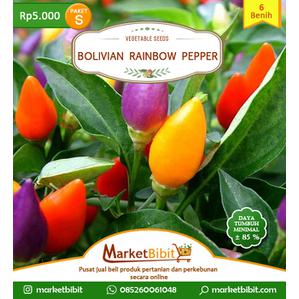 Rp5.000
PAKET
S
6
Benih
VEGETABLE SEEDS
BOLIVIAN RAINBOW PEPPER
DAYA
TUMBUH
MINIMAL
± 85 %
MarketBibit
Pusat jual beli produk pertanian dan perkebunan
secara online
marketbibit
085260061048
marketbibit.com